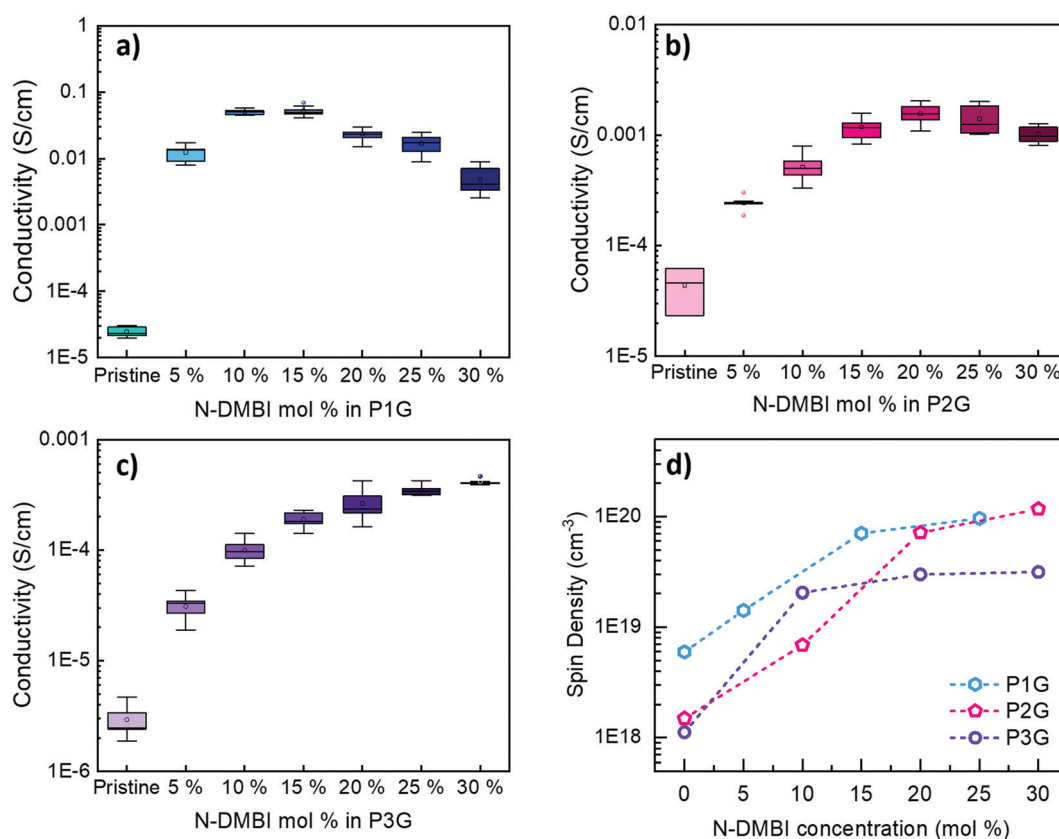 a)
Conductivity (S/cm)
1
0.1
0.01
0.001
1E-4
1E-5
Pristine 5 % 10 % 15 % 20 % 25 % 30 %
N-DMBI mol % in P1G
b)
Conductivity (S/cm)
0.01
0.001
1E-4
1E-5
Pristine 5 % 10 % 15 % 20 % 25 % 30 %
N-DMBI mol % in P2G
c)
Conductivity (S/cm)
0.001
1E-4
1E-5
1E-6
Pristine 5 % 10 % 15 % 20 % 25 % 30 %
N-DMBI mol % in P3G
d)
Spin Density (cm⁻³)
1E20
1E19
1E18
P1G
P2G
P3G
0 5 10 15 20 25 30
N-DMBI concentration (mol %)